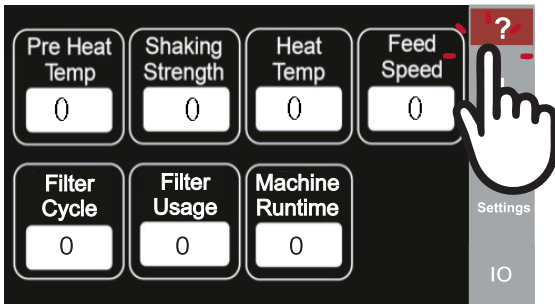 Pre Heat
Temp
0
Shaking
Strength
0
Heat
Temp
0
Feed
Speed
0
?
Filter
Cycle
0
Filter
Usage
0
Machine
Runtime
0
Settings
IO